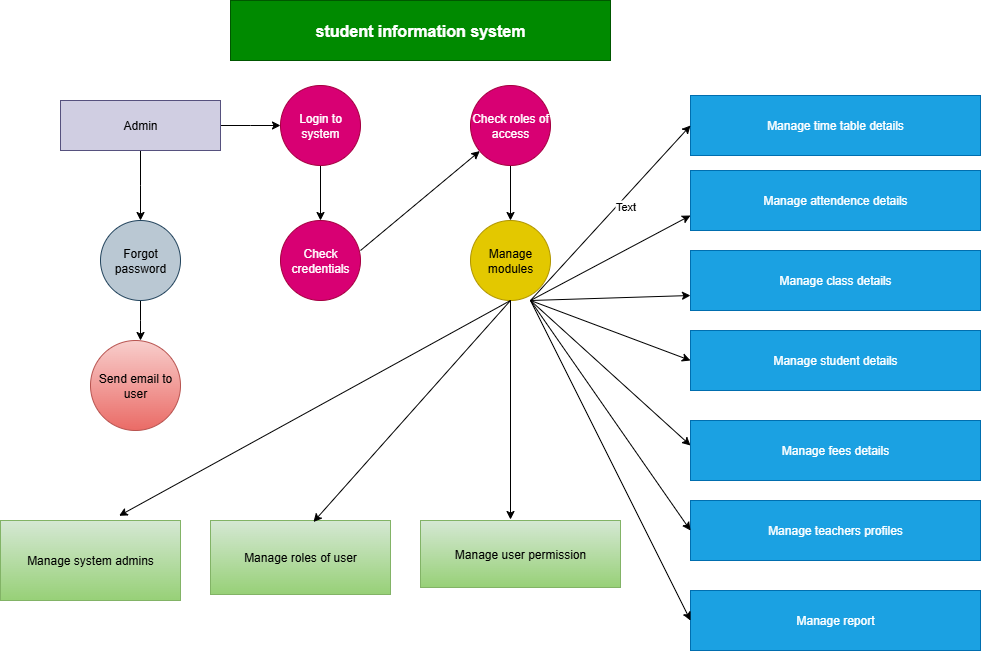 student information system
Admin
Login to
system
Check roles of
access
Manage time table details
Manage attendence details
Text
Forgot
password
Check
credentials
Manage
modules
Manage class details
Manage student details
Send email to
user
Manage fees details
Manage teachers profiles
Manage system admins
Manage roles of user
Manage user permission
Manage report